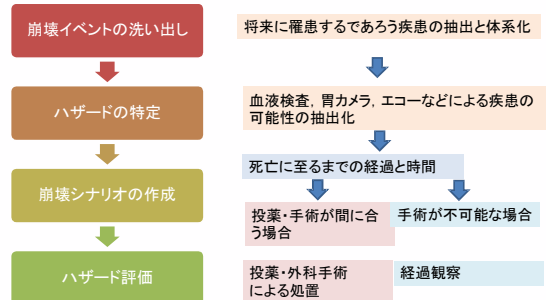 崩壊イベントの洗い出し
将来に罹患するであろう疾患の抽出と体系化
ハザードの特定
血液検査，胃カメラ，エコーなどによる疾患の
可能性の抽出化
死亡に至るまでの経過と時間
崩壊シナリオの作成
投薬・手術が間に合
う場合
手術が不可能な場合
ハザード評価
投薬・外科手術
による処置
経過観察